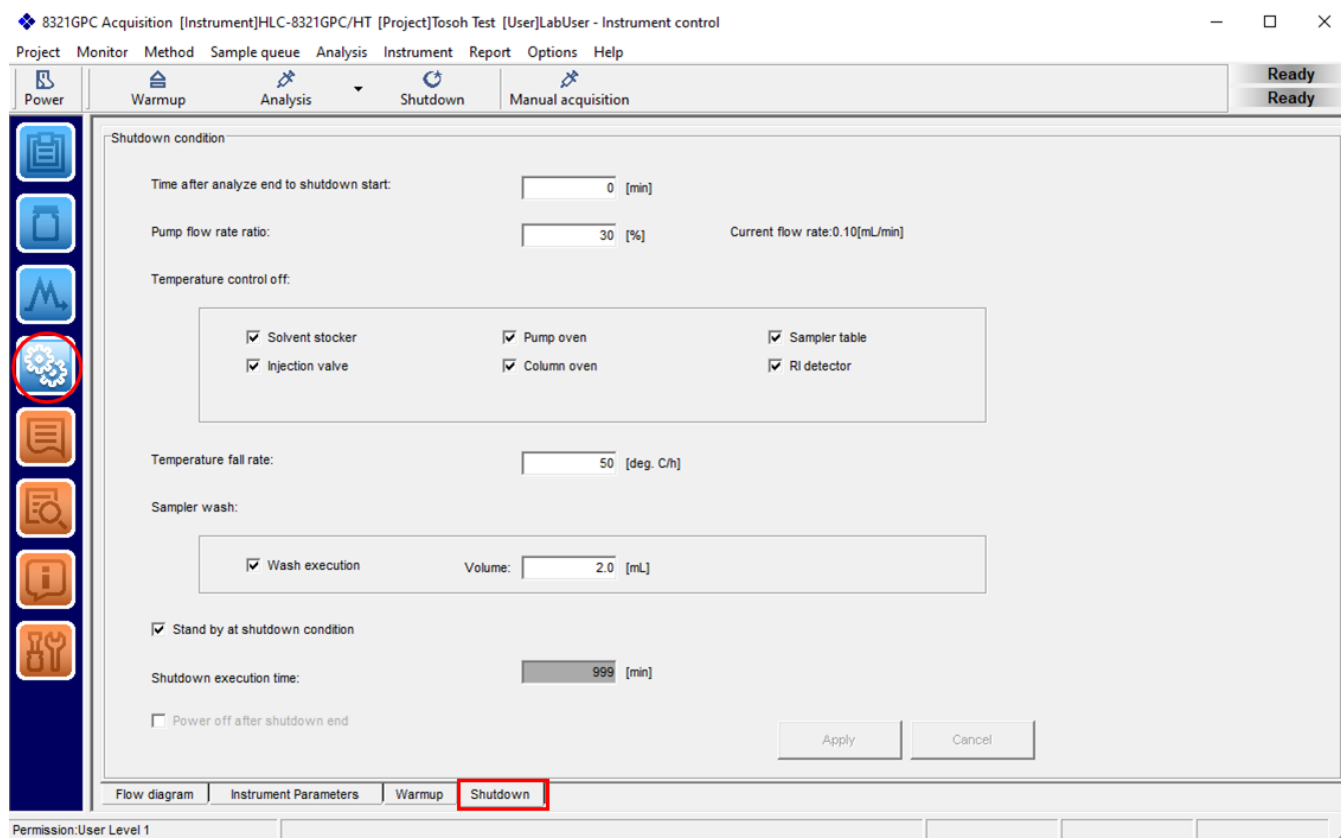 8321GPC Acquisition [Instrument]HLC-8321GPC/HT [Project]Tosoh Test [User]LabUser - Instrument control
Project Monitor Method Sample queue Analysis Instrument Report Options Help
Power Warmup Analysis Shutdown Manual acquisition
Ready
Ready
Shutdown condition
Time after analyze end to shutdown start: 0 [min]
Pump flow rate ratio: 30 [%] Current flow rate:0.10[mL/min]
Temperature control off:
Solvent stocker Pump oven Sampler table
Injection valve Column oven RI detector
Temperature fall rate: 50 [deg. C/h]
Sampler wash:
Wash execution Volume: 2.0 [mL]
Stand by at shutdown condition
Shutdown execution time: 999 [min]
Power off after shutdown end
Apply Cancel
Flow diagram Instrument Parameters Warmup Shutdown
Permission:User Level 1